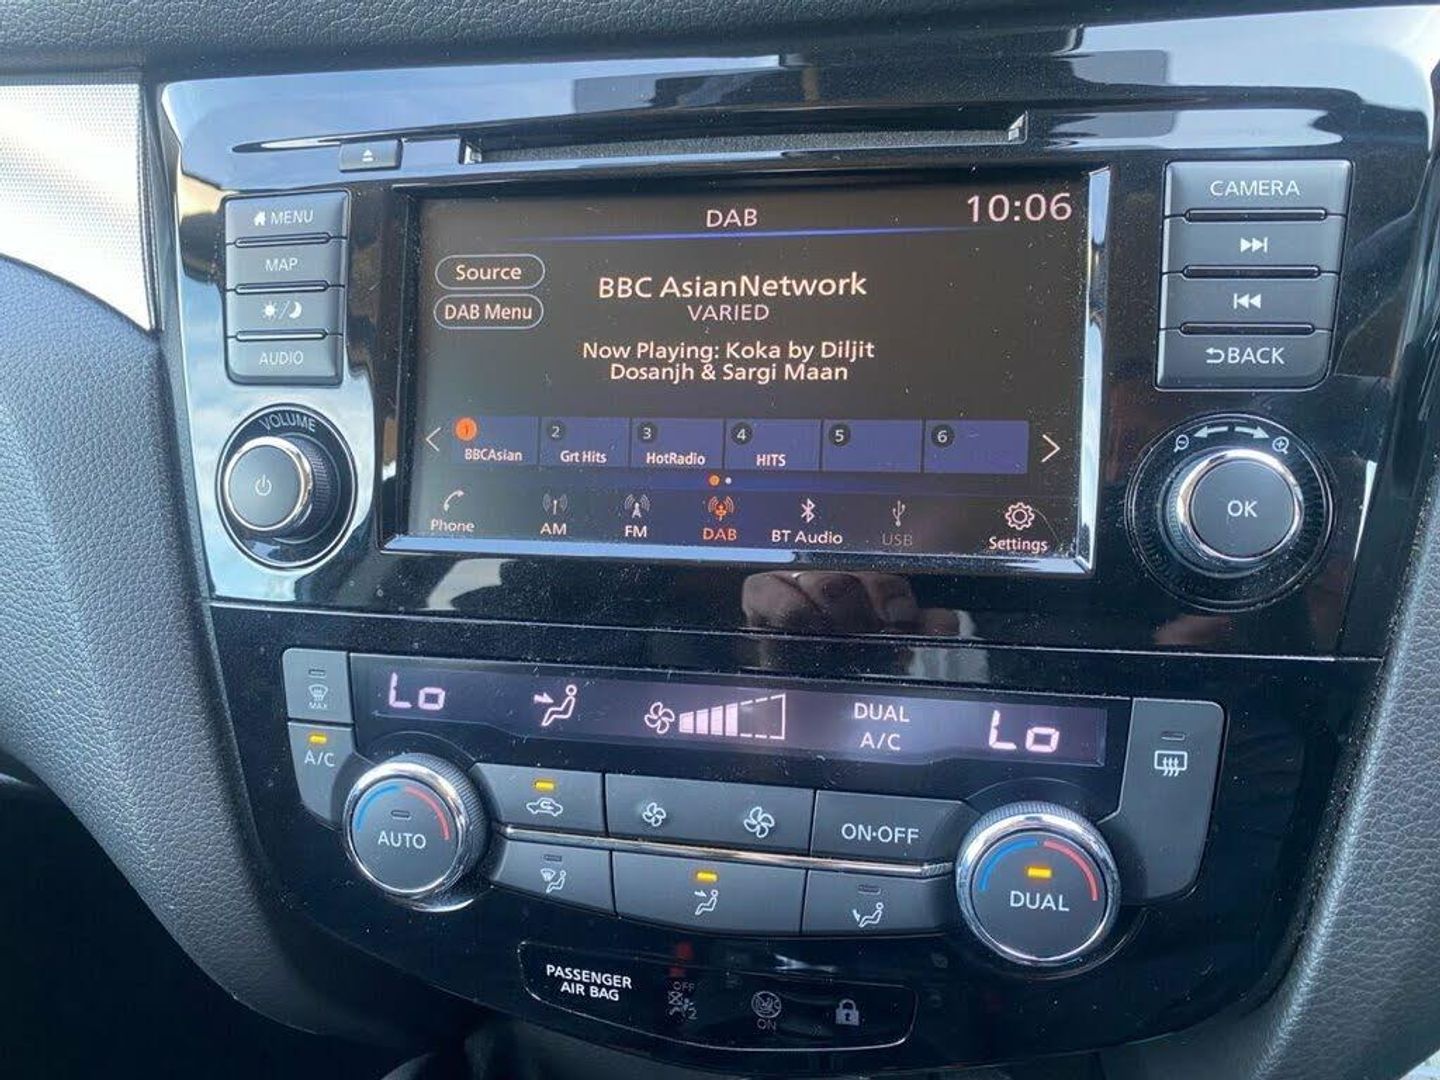 MENU
MAP
AUDIO
VOLUME
DAB
10:06
Source
DAB Menu
BBC AsianNetwork
VARIED
Now Playing: Koka by Diljit
Dosanjh & Sargi Maan
1
BBCAsian
2
Grt Hits
3
HotRadio
4
HITS
5
6
Phone
AM
FM
DAB
BT Audio
USB
Settings
CAMERA
BACK
OK
MAX
A/C
Lo
DUAL
A/C
Lo
AUTO
ON·OFF
DUAL
PASSENGER
AIR BAG
OFF
2
ON